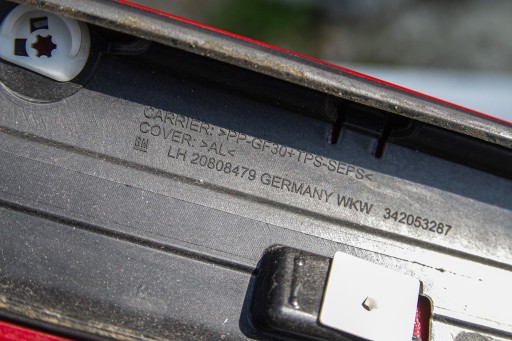 CARRIER: >PP-GF30+TPS-SEPS<
COVER: >AL<
GM LH 20808479 GERMANY WKW 342053287